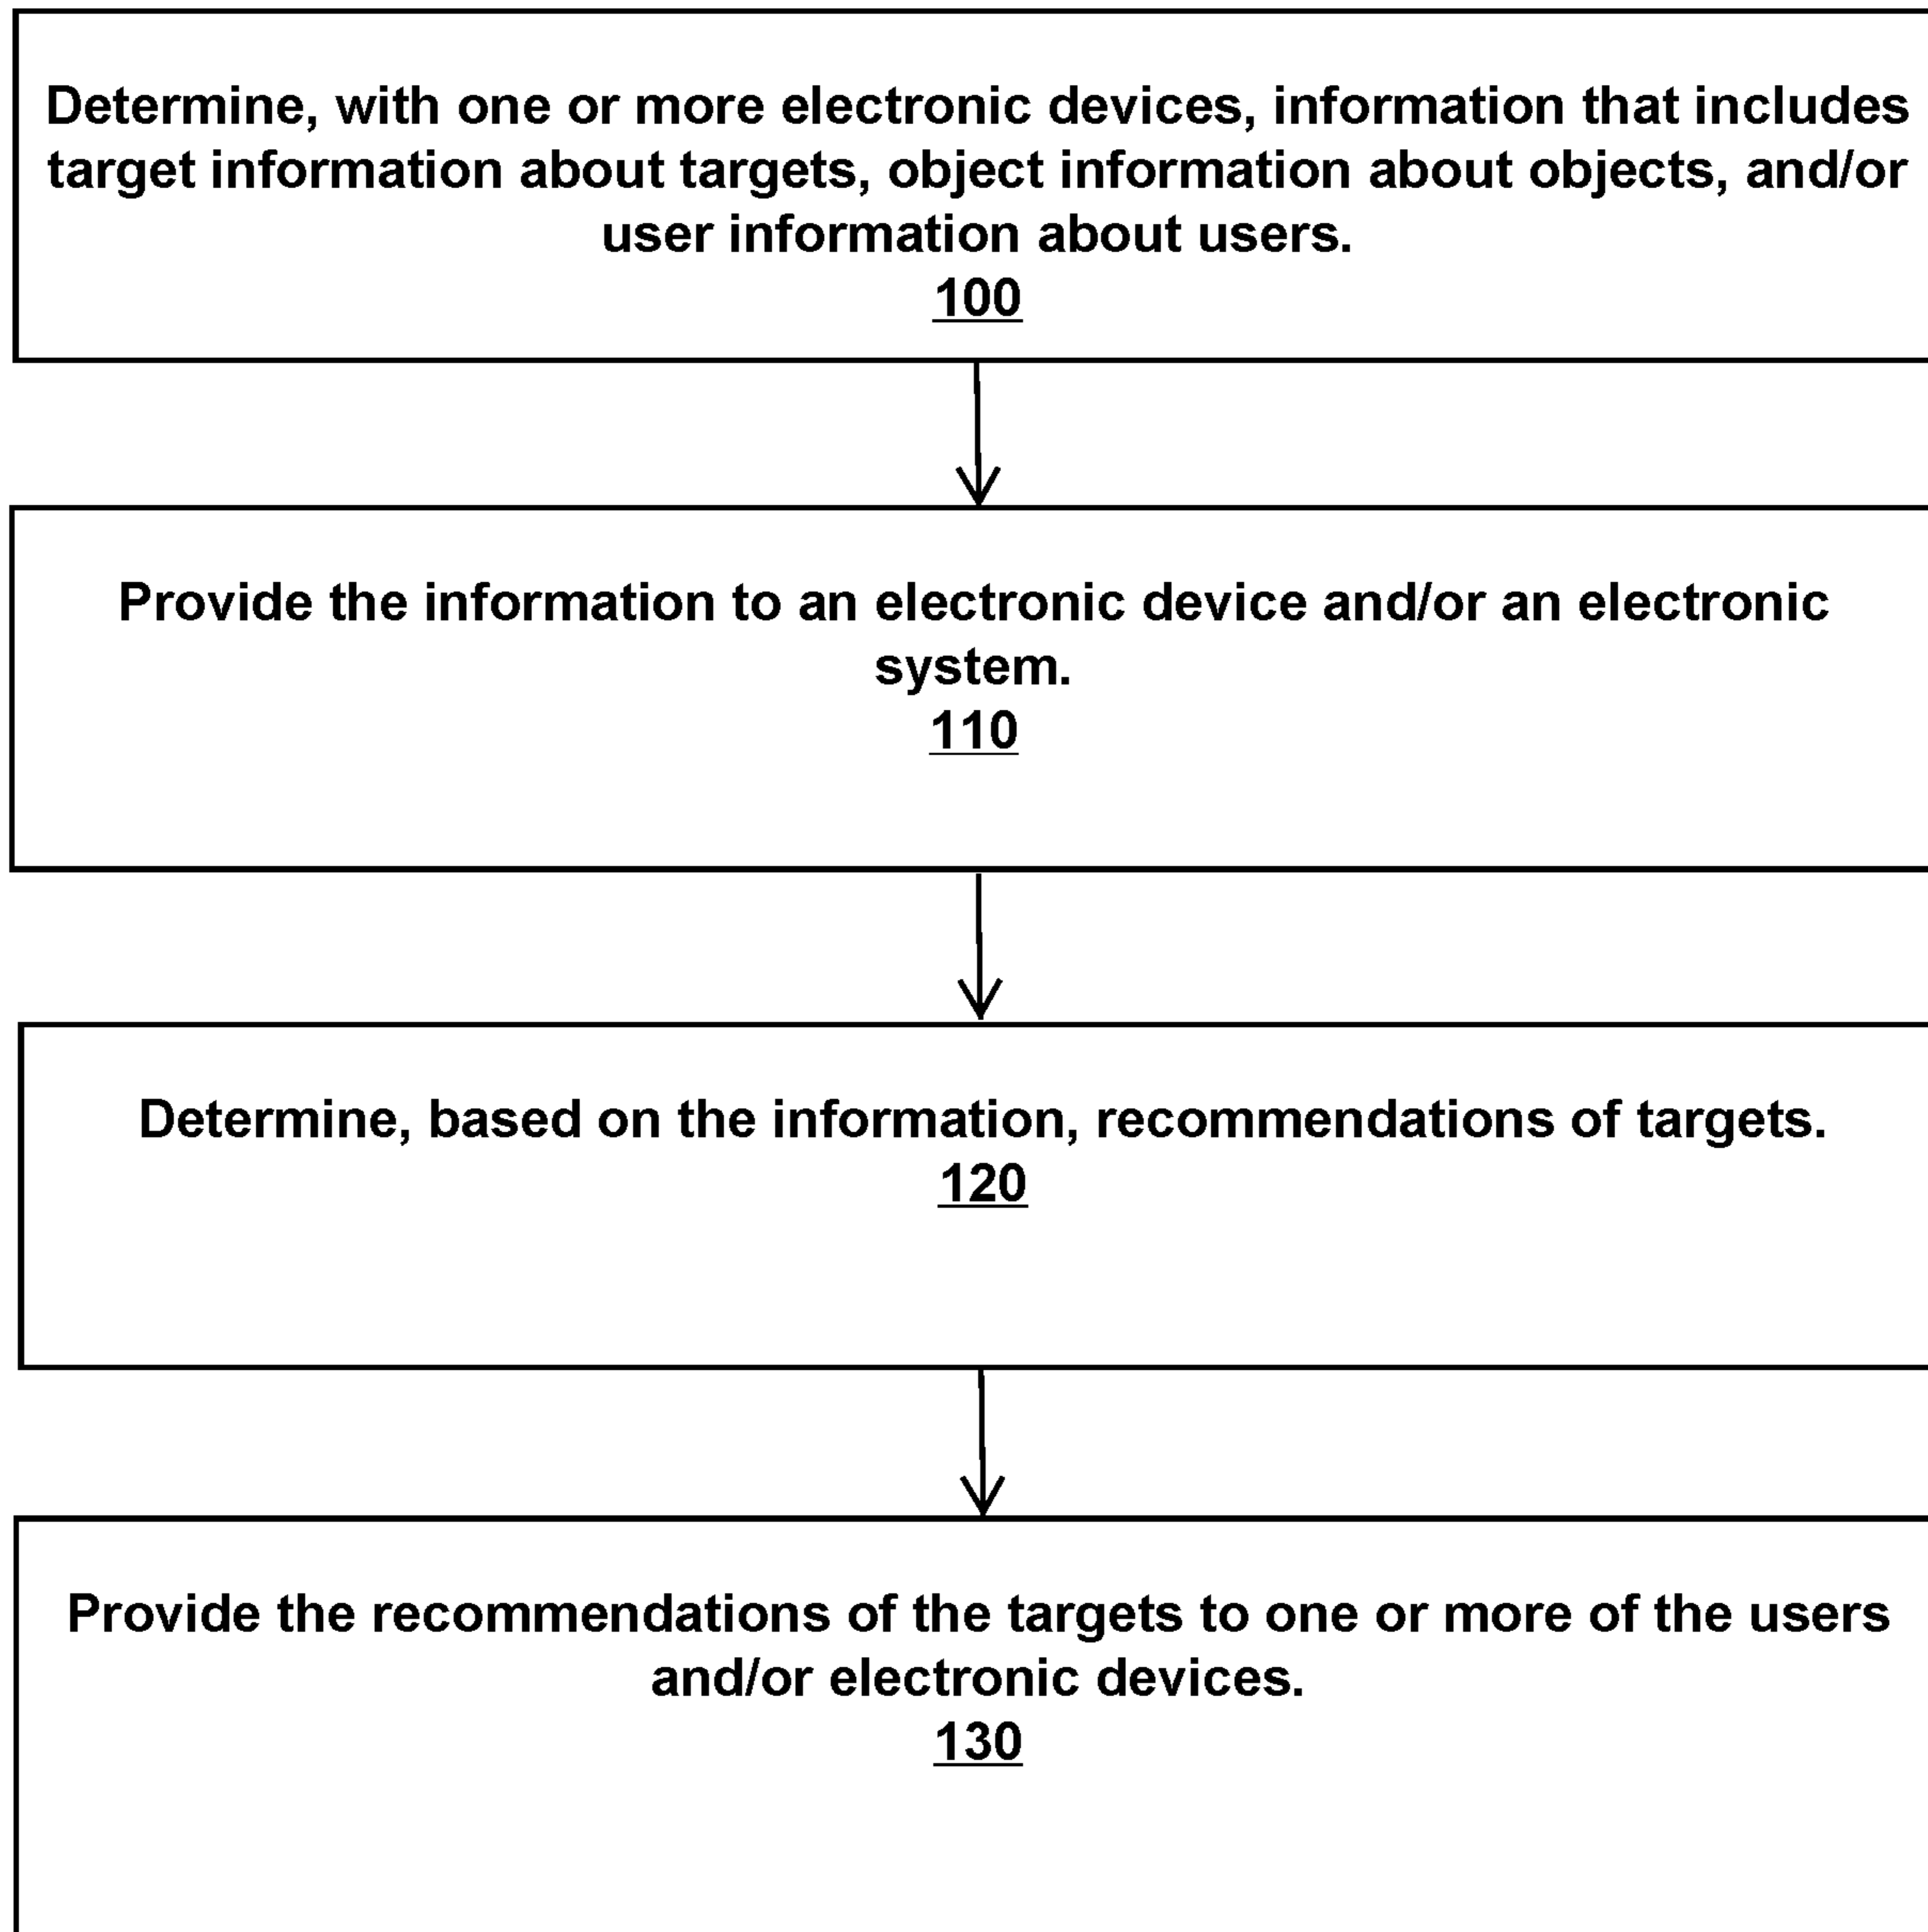 Determine, with one or more electronic devices, information that includes
target information about targets, object information about objects, and/or
user information about users.
100
Provide the information to an electronic device and/or an electronic
system.
110
Determine, based on the information, recommendations of targets.
120
Provide the recommendations of the targets to one or more of the users
and/or electronic devices.
130